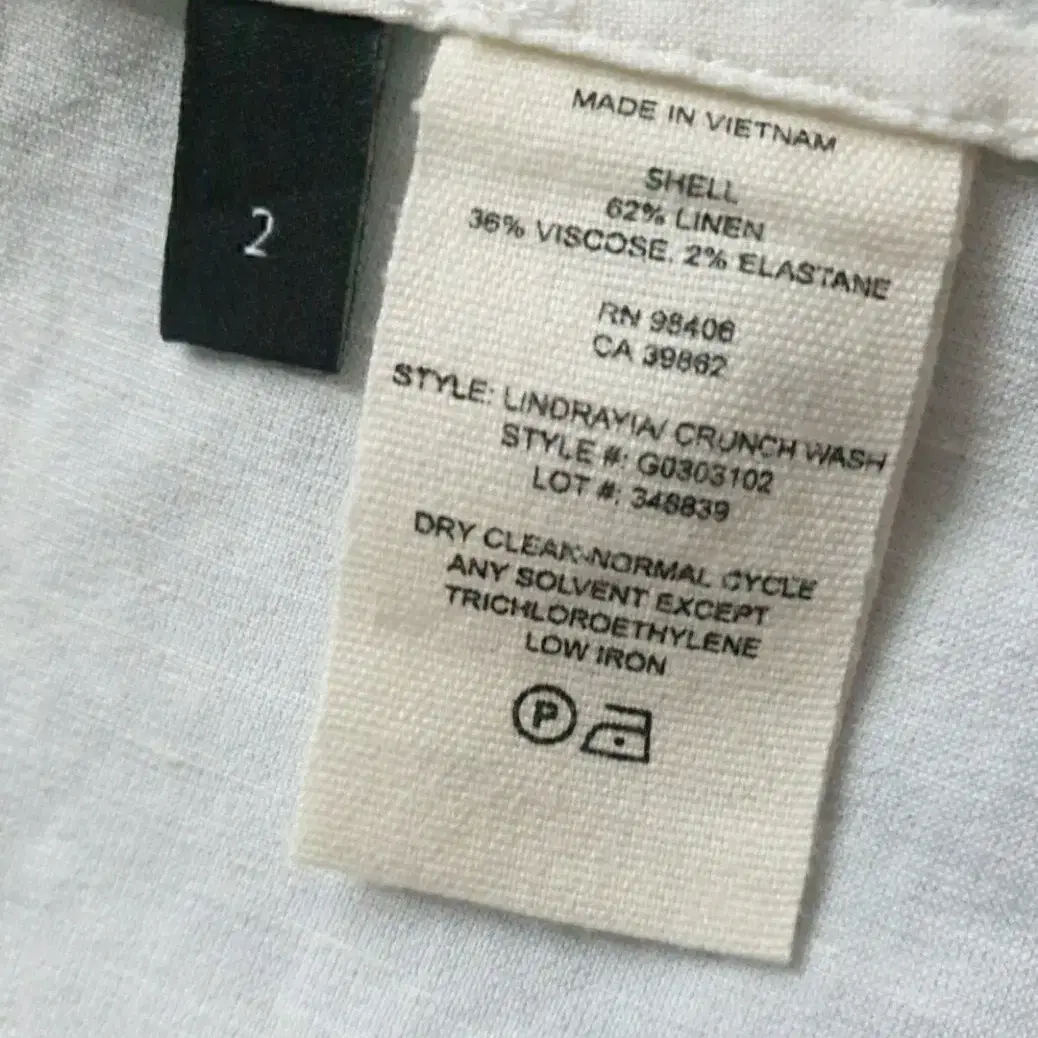 2
MADE IN VIETNAM
SHELL
62% LINEN
36% VISCOSE, 2% ELASTANE
RN 98406
CA 39862
STYLE: LINDRAYIA/ CRUNCH WASH
STYLE #: G0303102
LOT #: 346839
DRY CLEAN-NORMAL CYCLE
ANY SOLVENT EXCEPT
TRICHLOROETHYLENE
LOW IRON
P